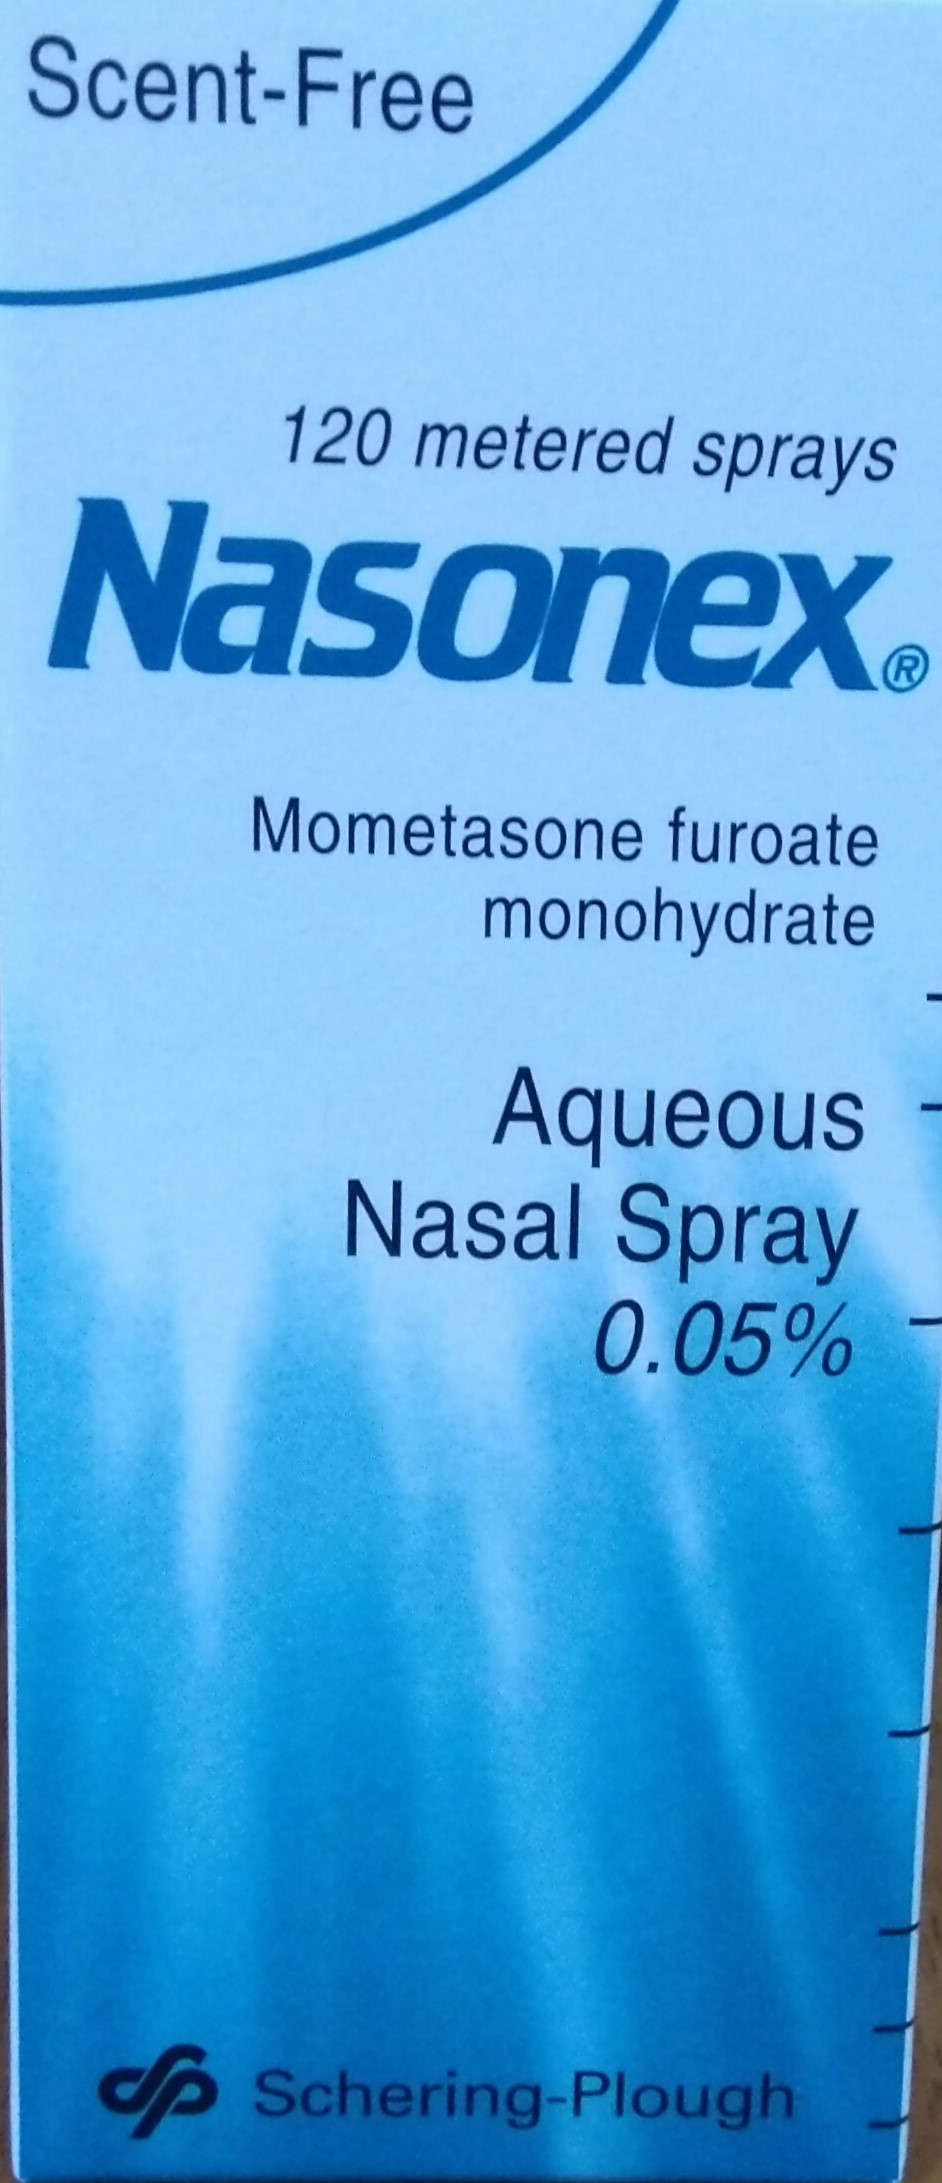 Scent-Free
120 metered sprays
Nasonex®
Mometasone furoate
monohydrate
Aqueous
Nasal Spray
0.05%
Schering-Plough